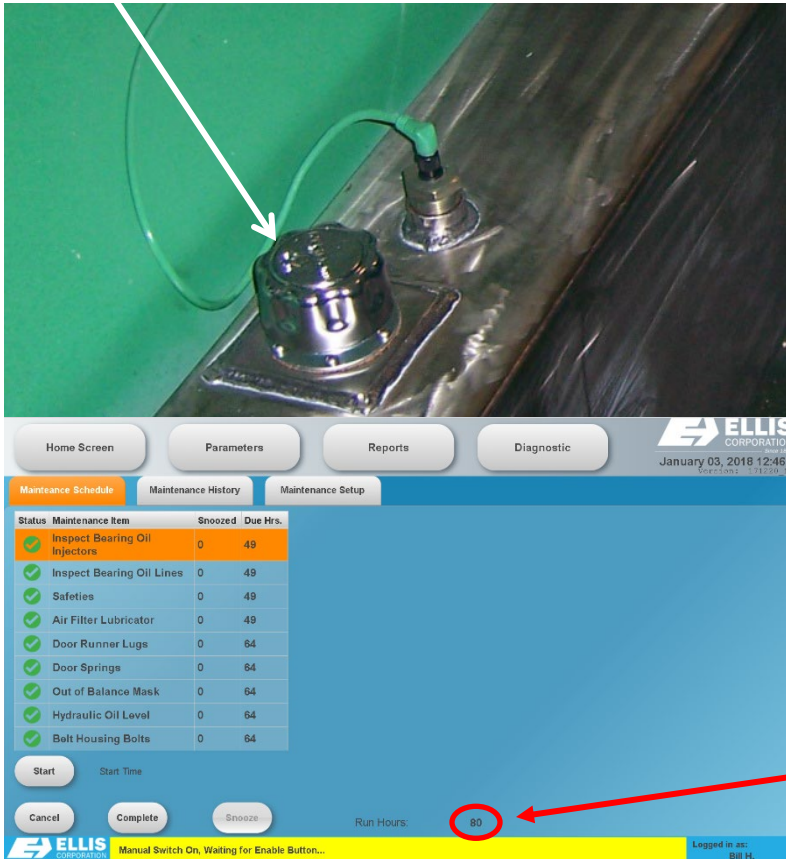 Home Screen
Parameters
Reports
Diagnostic
ELLIS
CORPORATIO
January 03, 2018 12:46
Mainteance Schedule
Maintenance History
Maintenance Setup
Status Maintenance Item Snoozed Due Hrs.
Inspect Bearing Oil
Injectors 0 49
Inspect Bearing Oil Lines 0 49
Safeties 0 49
Air Filter Lubricator 0 49
Door Runner Lugs 0 64
Door Springs 0 64
Out of Balance Mask 0 64
Hydraulic Oil Level 0 64
Belt Housing Bolts 0 64
Start Start Time
Cancel Complete Snooze Run Hours: 80
ELLIS
CORPORATION
Manual Switch On, Waiting for Enable Button...
Logged in as:
Bill H.